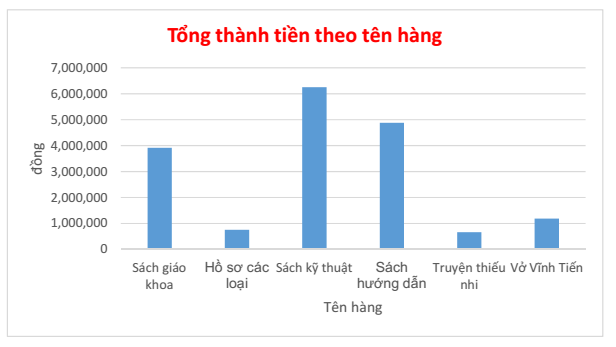 Tổng thành tiền theo tên hàng
7,000,000
6,000,000
5,000,000
4,000,000
3,000,000
2,000,000
1,000,000
0
đồng
Sách giáo khoa
Hồ sơ các loại
Sách kỹ thuật
Sách hướng dẫn
Truyện thiếu nhi
Vở Vĩnh Tiến
Tên hàng